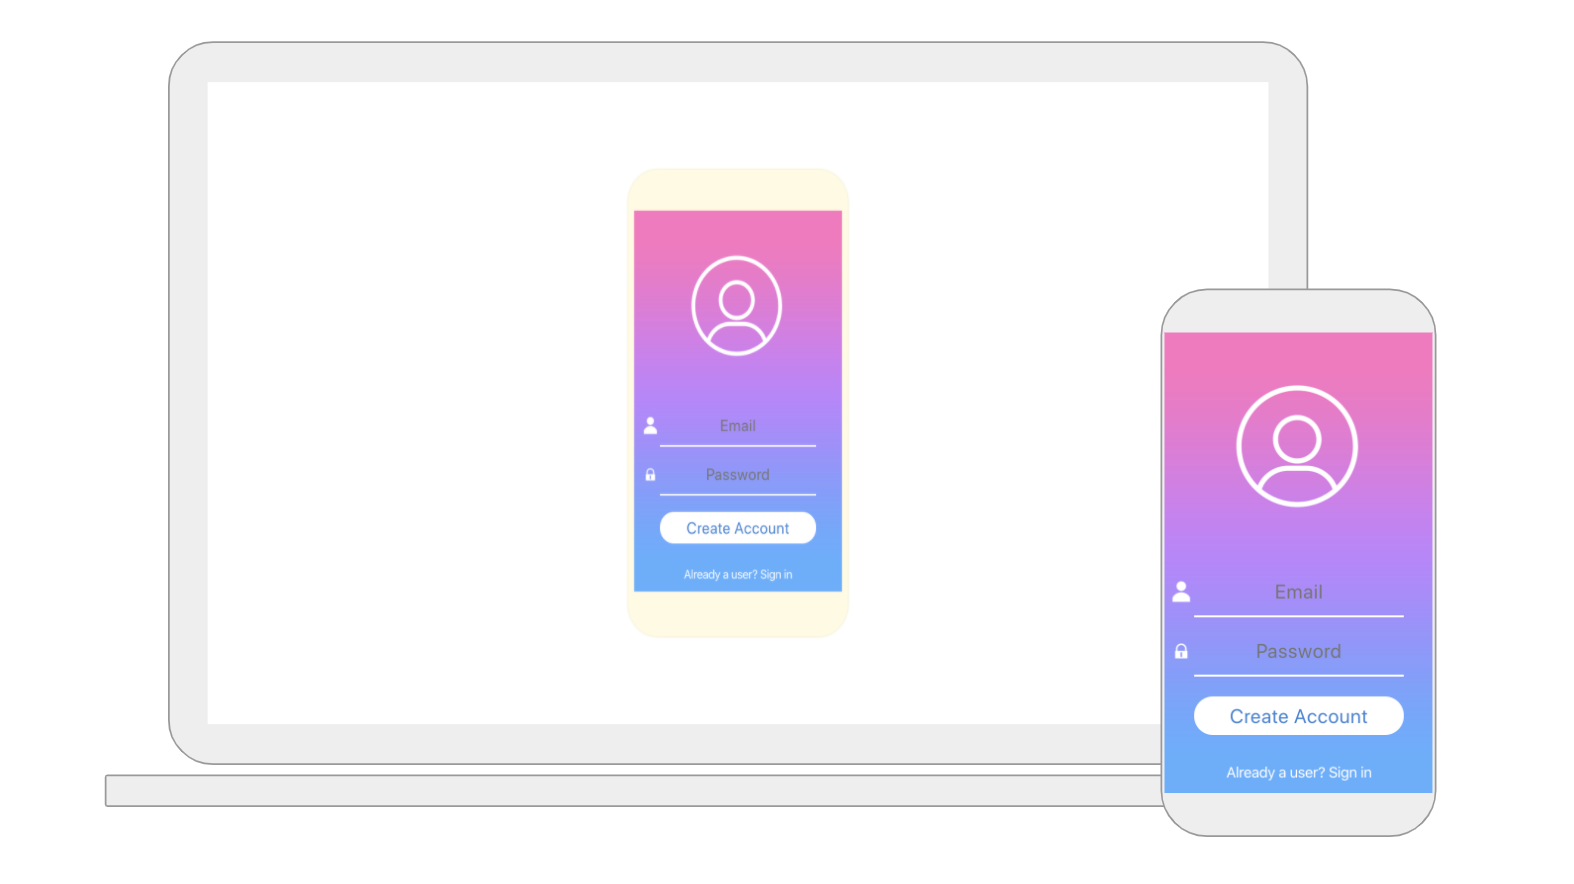 Email
Password
Create Account
Already a user? Sign in
Email
Password
Create Account
Already a user? Sign in